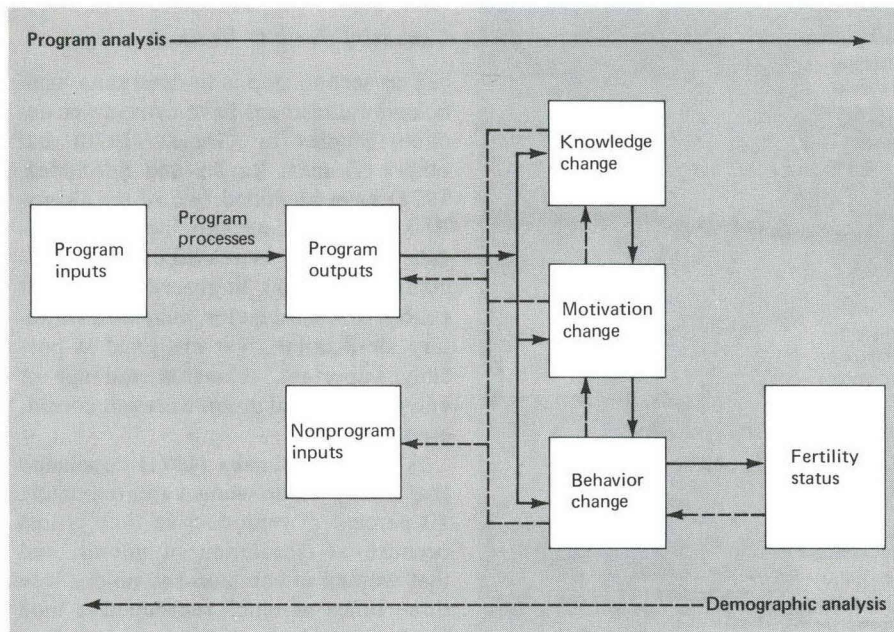 Program analysis
Knowledge
change
Program
processes
Program
inputs
Program
outputs
Motivation
change
Nonprogram
inputs
Behavior
change
Fertility
status
Demographic analysis